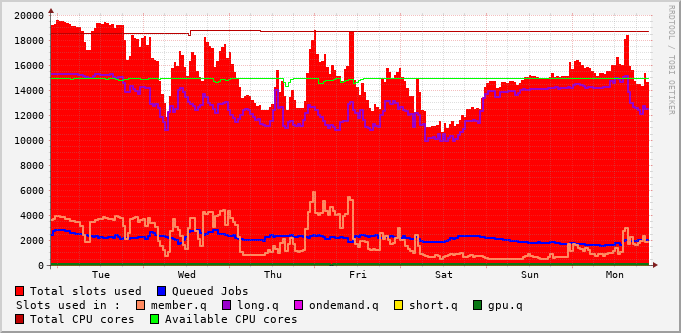 RRDTOOL / TOBI OETIKER
20000
18000
16000
14000
12000
10000
8000
6000
4000
2000
0
Tue Wed Thu Fri Sat Sun Mon
Total slots used Queued Jobs
Slots used in : member.q long.q ondemand.q short.q gpu.q
Total CPU cores Available CPU cores